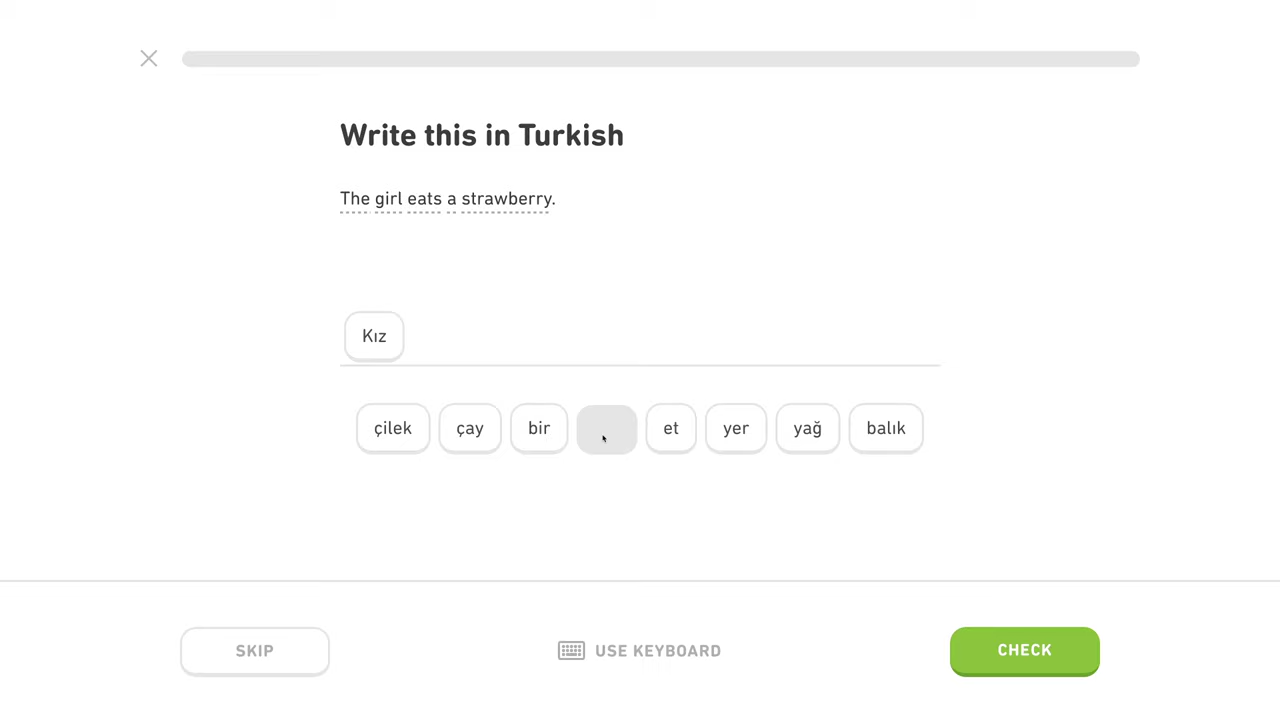 Write this in Turkish
The girl eats a strawberry.
Kız
çilek çay bir et yer yağ balık
SKIP USE KEYBOARD CHECK